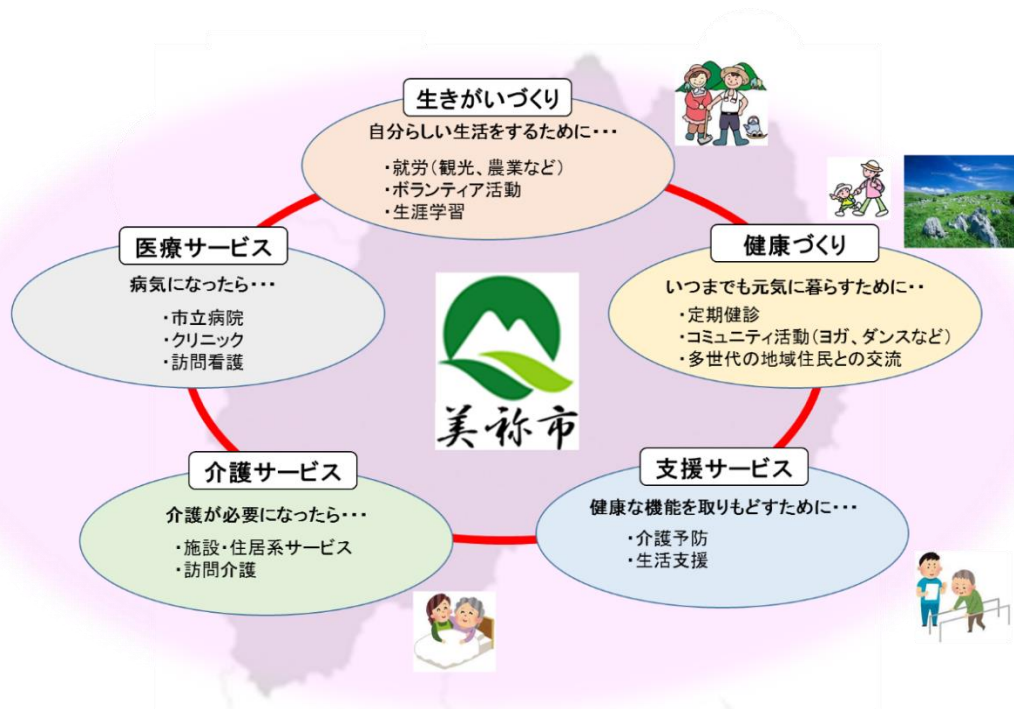 生きがいづくり
自分らしい生活をするために・・・
・就労(観光、農業など)
・ボランティア活動
・生涯学習
医療サービス
病気になったら・・・
・市立病院
・クリニック
・訪問看護
健康づくり
いつまでも元気に暮らすために・・
・定期健診
・コミュニティ活動(ヨガ、ダンスなど)
・多世代の地域住民との交流
美祢市
介護サービス
介護が必要になったら・・・
・施設・住居系サービス
・訪問介護
支援サービス
健康な機能を取りもどすために・・・
・介護予防
・生活支援